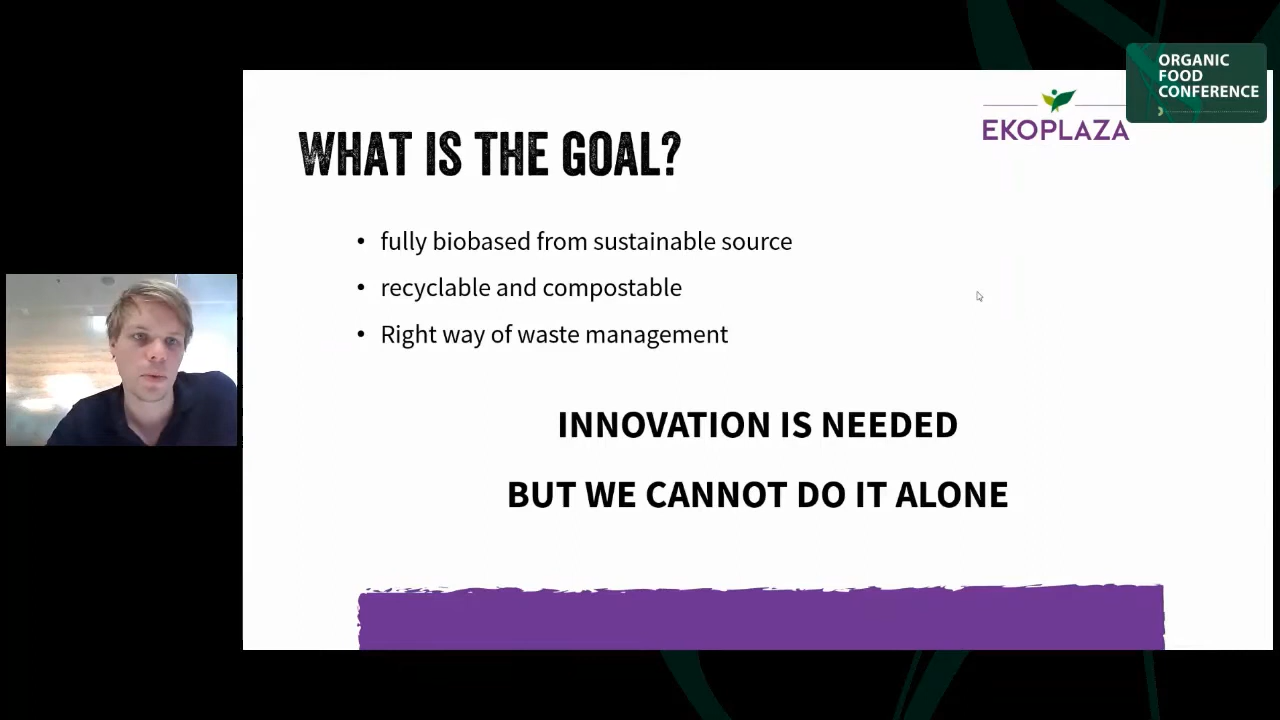 ORGANIC
FOOD
CONFERENCE
EKOPLAZA
WHAT IS THE GOAL?
• fully biobased from sustainable source
• recyclable and compostable
• Right way of waste management
INNOVATION IS NEEDED
BUT WE CANNOT DO IT ALONE